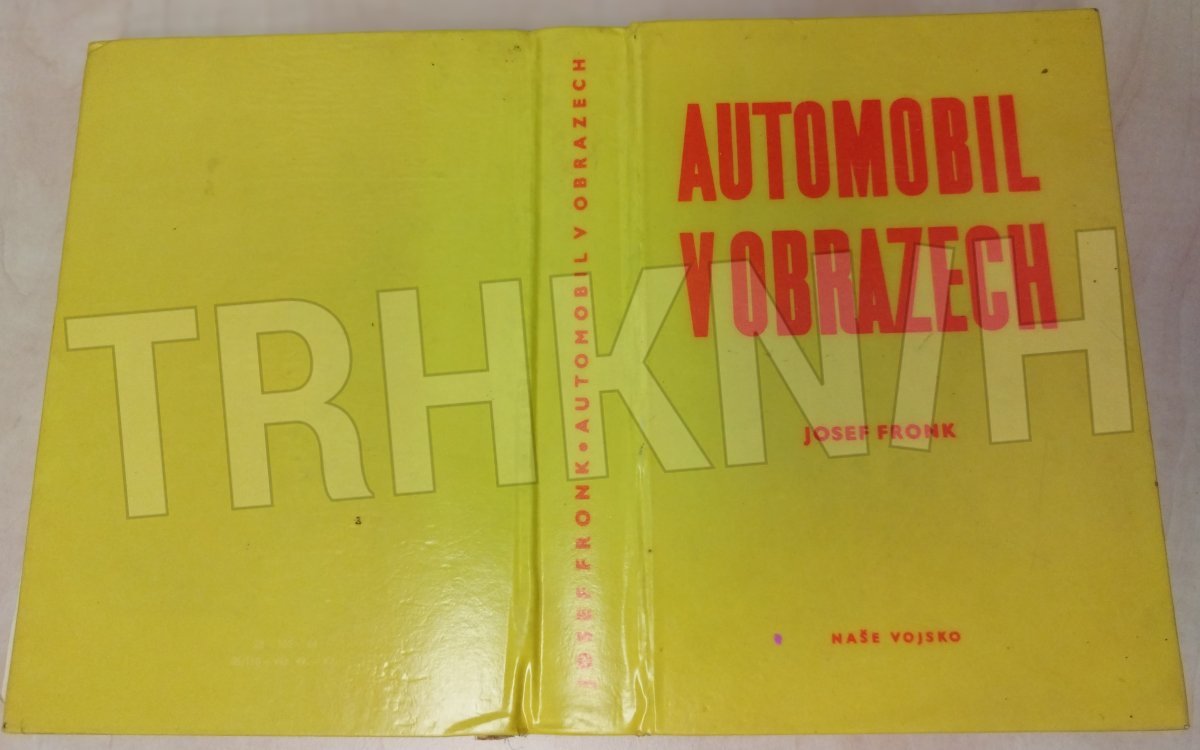 AUTOMOBIL
V OBRAZECH
JOSEF FRONK
NAŠE VOJSKO
JOSEF FRONK • AUTOMOBIL V OBRAZECH
TRHKNIH